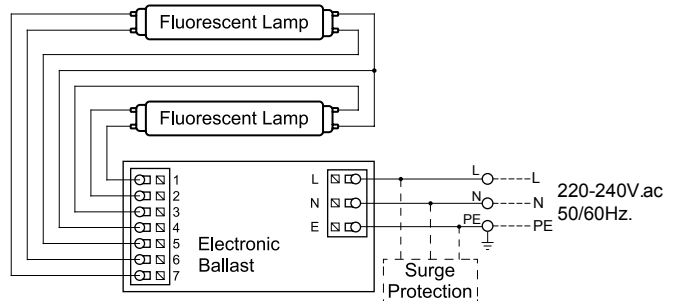 Fluorescent Lamp
Fluorescent Lamp
1
2
3
4
5
6
7
Electronic
Ballast
L
N
E
L
N
PE
L
N
PE
220-240V.ac
50/60Hz.
Surge
Protection